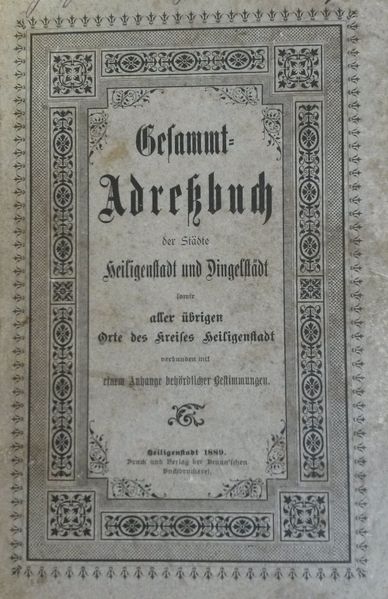 Gesammt-
Adreßbuch
der Städte
Heiligenstadt und Dingelstädt
sowie
aller übrigen
Orte des Kreises Heiligenstadt
verbunden mit
einem Anhange behördlicher Bestimmungen.
Heiligenstadt 1889.
Druck und Verlag der Brunn'schen
Buchdruckerei.